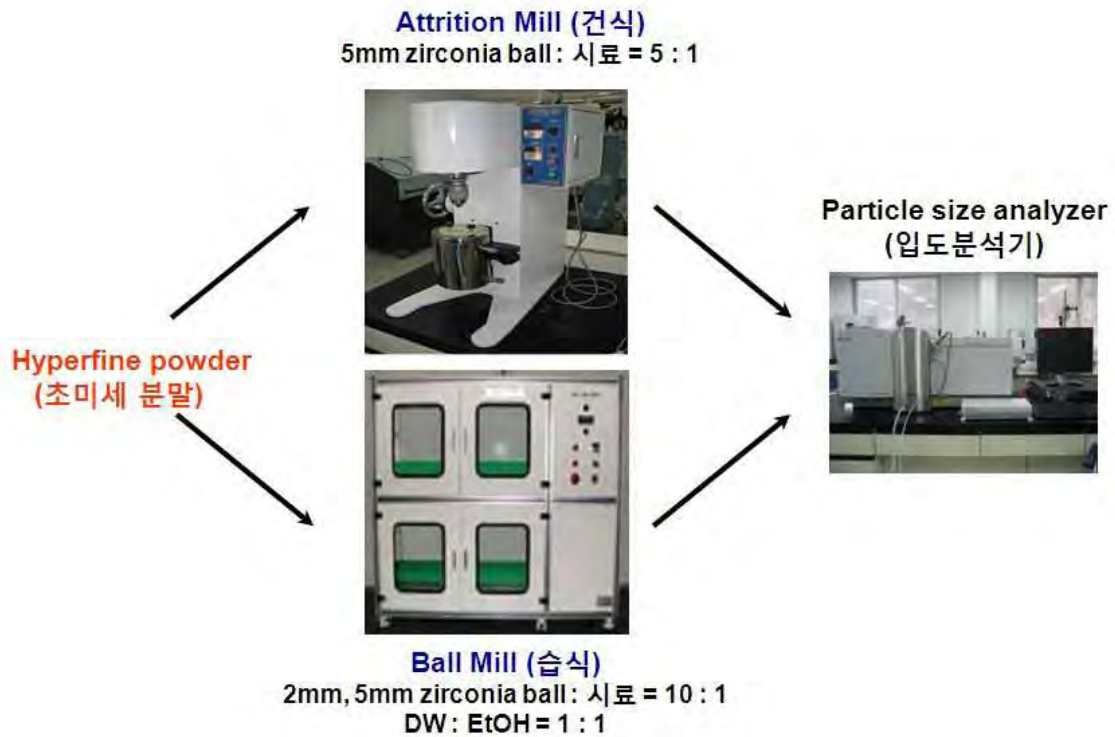 Attrition Mill (건식)
5mm zirconia ball : 시료 = 5 : 1
Particle size analyzer
(입도분석기)
Hyperfine powder
(초미세 분말)
Ball Mill (습식)
2mm, 5mm zirconia ball : 시료 = 10 : 1
DW : EtOH = 1 : 1